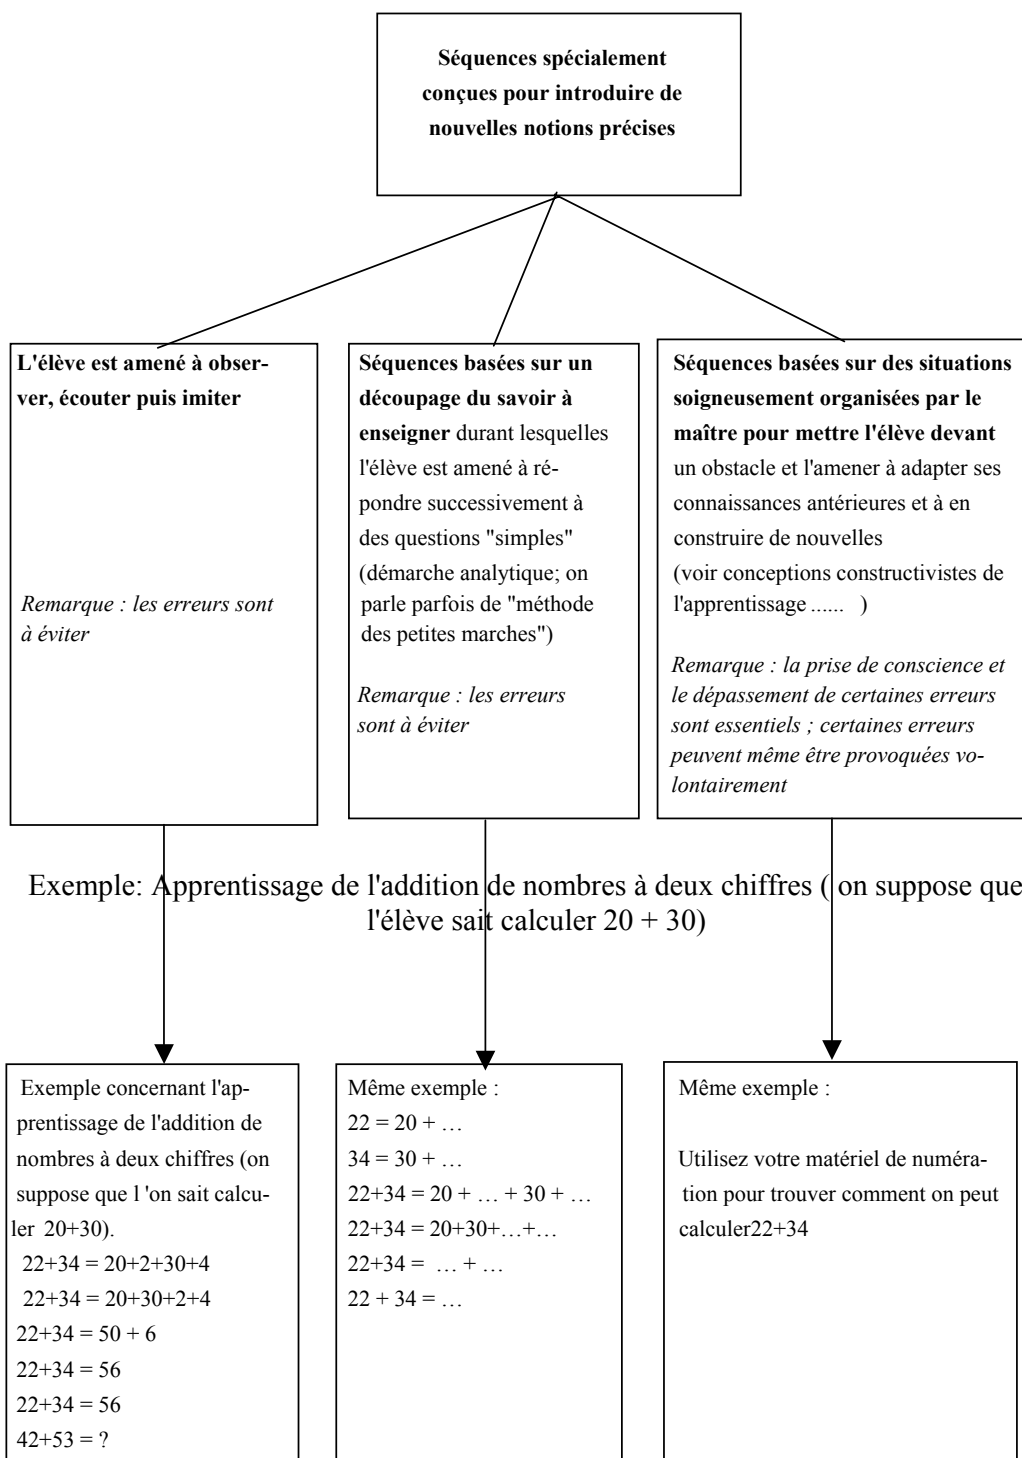 Séquences spécialement
conçues pour introduire de
nouvelles notions précises
L'élève est amené à obser-
ver, écouter puis imiter
Remarque : les erreurs sont
à éviter
Séquences basées sur un
découpage du savoir à
enseigner durant lesquelles
l'élève est amené à ré-
pondre successivement à
des questions "simples"
(démarche analytique; on
parle parfois de "méthode
des petites marches")
Remarque : les erreurs
sont à éviter
Séquences basées sur des situations
soigneusement organisées par le
maître pour mettre l'élève devant
un obstacle et l'amener à adapter ses
connaissances antérieures et à en
construire de nouvelles
(voir conceptions constructivistes de
l'apprentissage ...... )
Remarque : la prise de conscience et
le dépassement de certaines erreurs
sont essentiels ; certaines erreurs
peuvent même être provoquées vo-
lontairement
Exemple: Apprentissage de l'addition de nombres à deux chiffres ( on suppose que
l'élève sait calculer 20 + 30)
Exemple concernant l'ap-
prentissage de l'addition de
nombres à deux chiffres (on
suppose que l 'on sait calcu-
ler 20+30).
22+34 = 20+2+30+4
22+34 = 20+30+2+4
22+34 = 50 + 6
22+34 = 56
22+34 = 56
42+53 = ?
Même exemple :
22 = 20 + …
34 = 30 + …
22+34 = 20 + … + 30 + …
22+34 = 20+30+…+…
22+34 = … + …
22 + 34 = …
Même exemple :
Utilisez votre matériel de numéra-
tion pour trouver comment on peut
calculer22+34